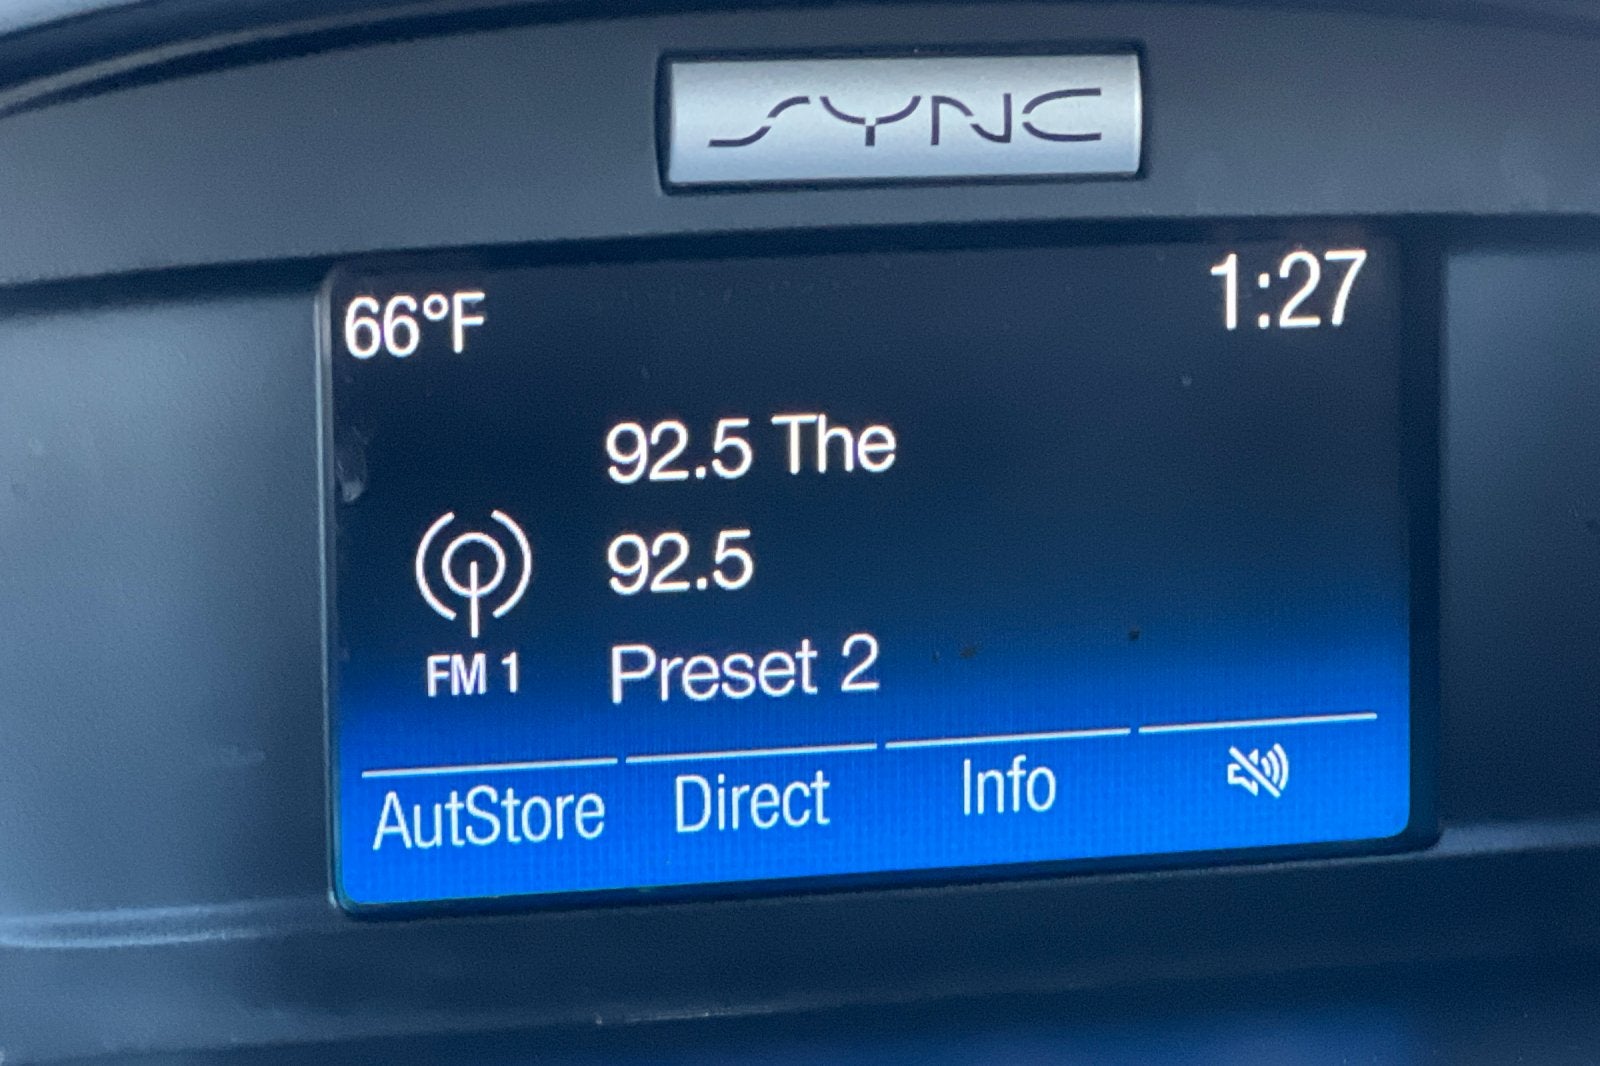 SYNC
66°F 1:27
92.5 The
92.5
FM 1 Preset 2
AutStore Direct Info